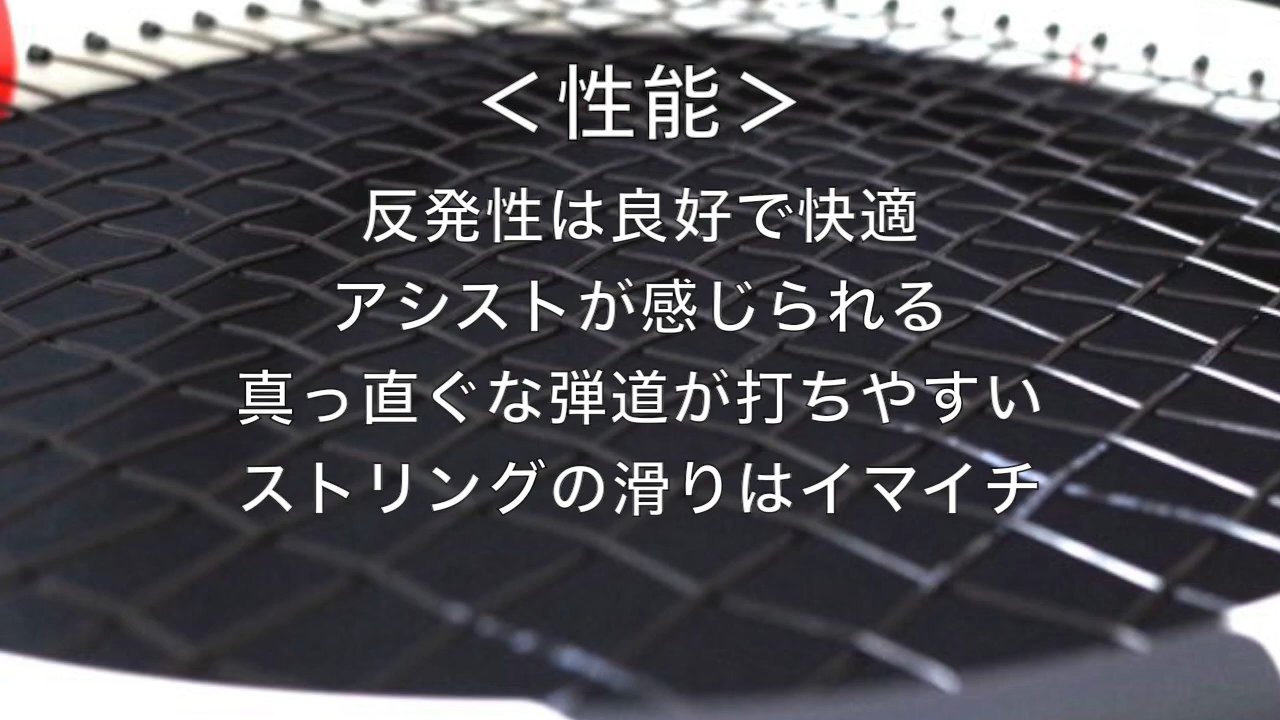 ＜性能＞
反発性は良好で快適
アシストが感じられる
真っ直ぐな弾道が打ちやすい
ストリングの滑りはイマイチ